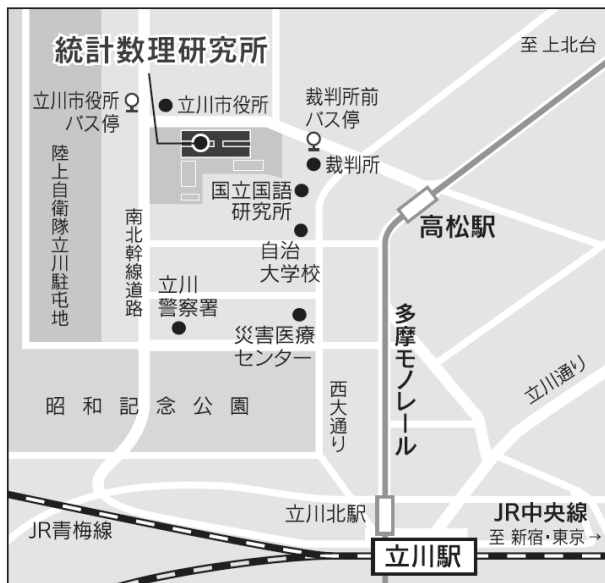 至 上北台
統計数理研究所
立川市役所
バス停
立川市役所
裁判所前
バス停
裁判所
国立国語
研究所
高松駅
自治
大学校
陸上自衛隊立川駐屯地
南北幹線道路
立川
警察署
災害医療
センター
多摩モノレール
立川通り
西大通り
昭和記念公園
立川北駅
JR中央線
至 新宿・東京→
JR青梅線
立川駅